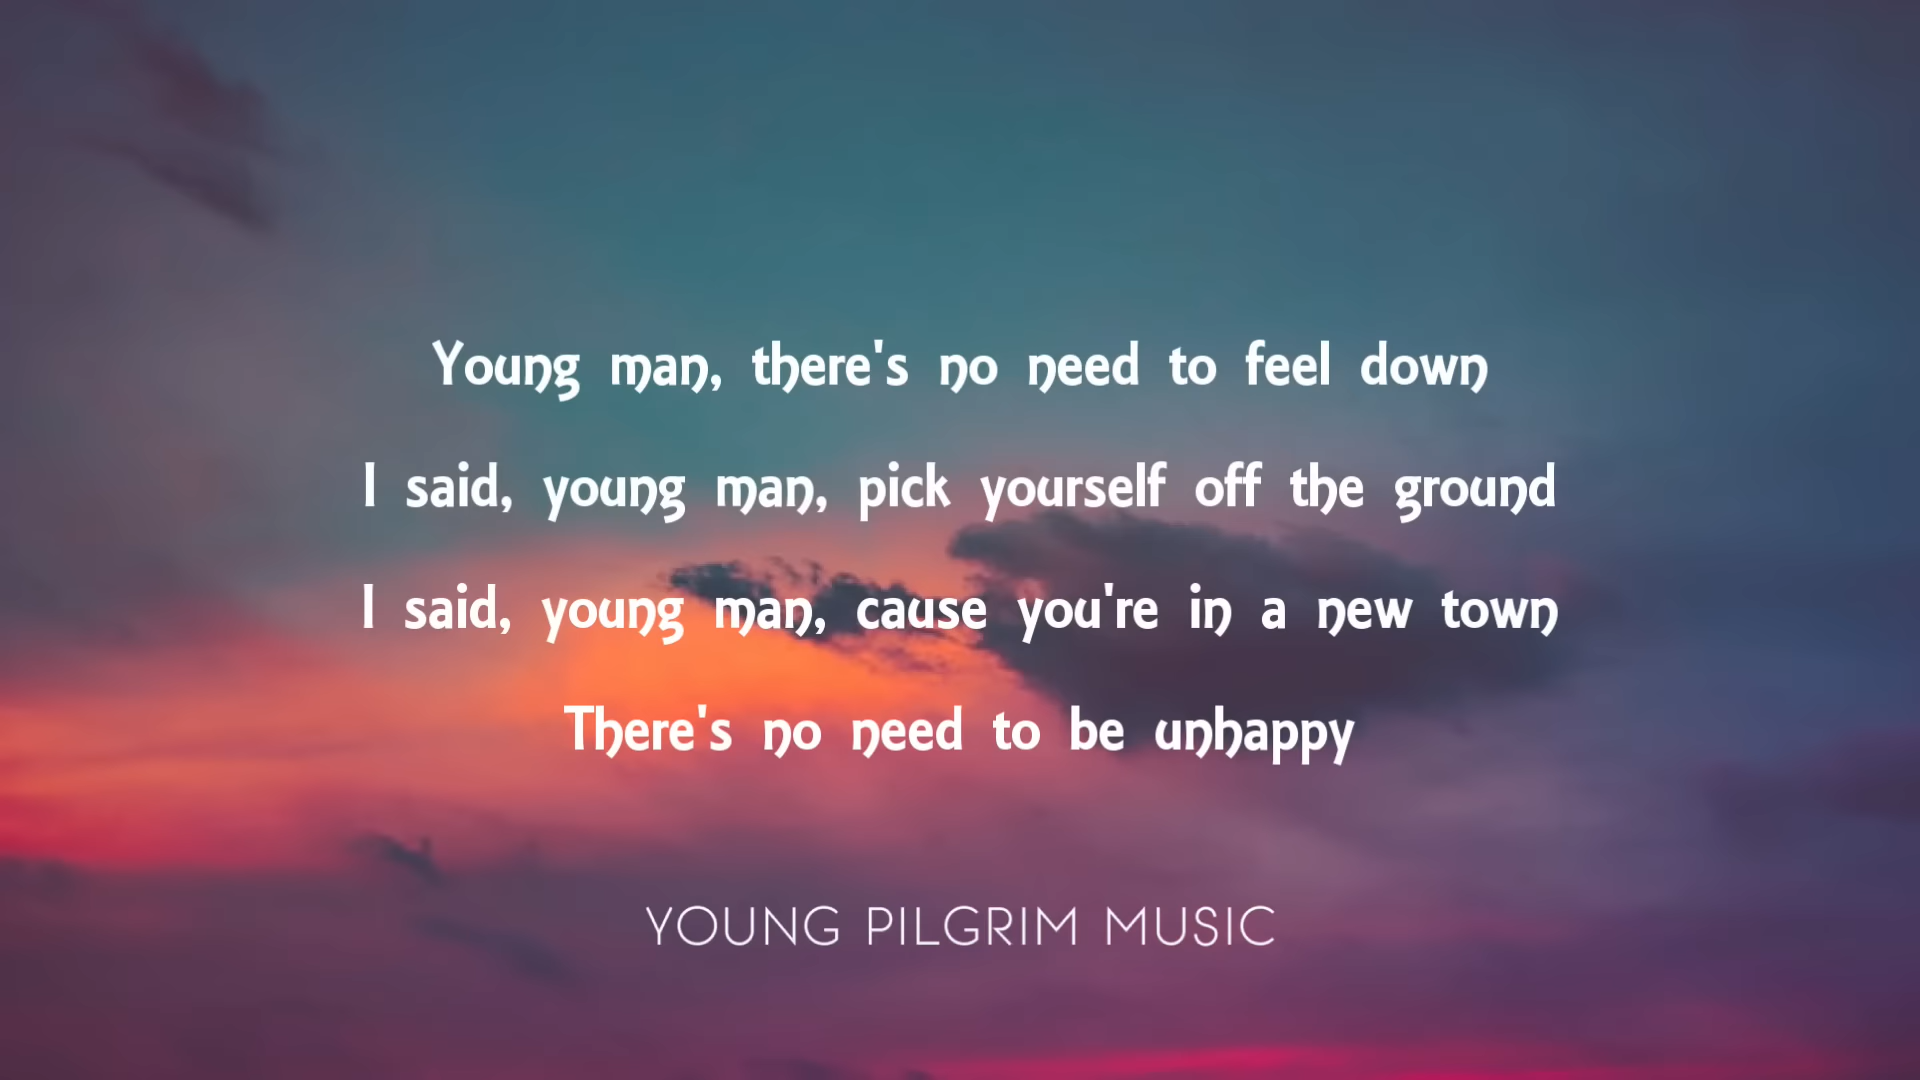 Young man, there's no need to feel down
I said, young man, pick yourself off the ground
I said, young man, cause you're in a new town
There's no need to be unhappy
YOUNG PILGRIM MUSIC